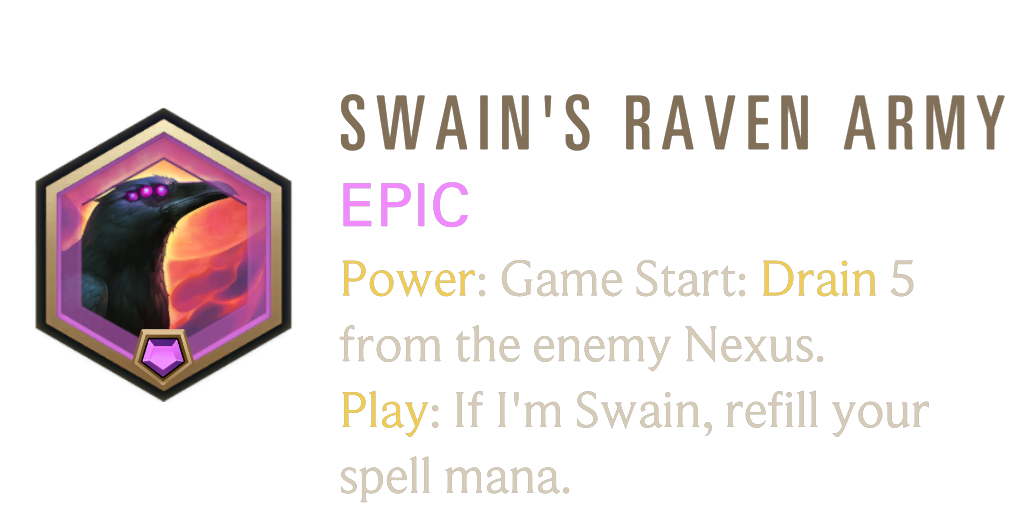 SWAIN'S RAVEN ARMY
EPIC
Power: Game Start: Drain 5
from the enemy Nexus.
Play: If I'm Swain, refill your
spell mana.